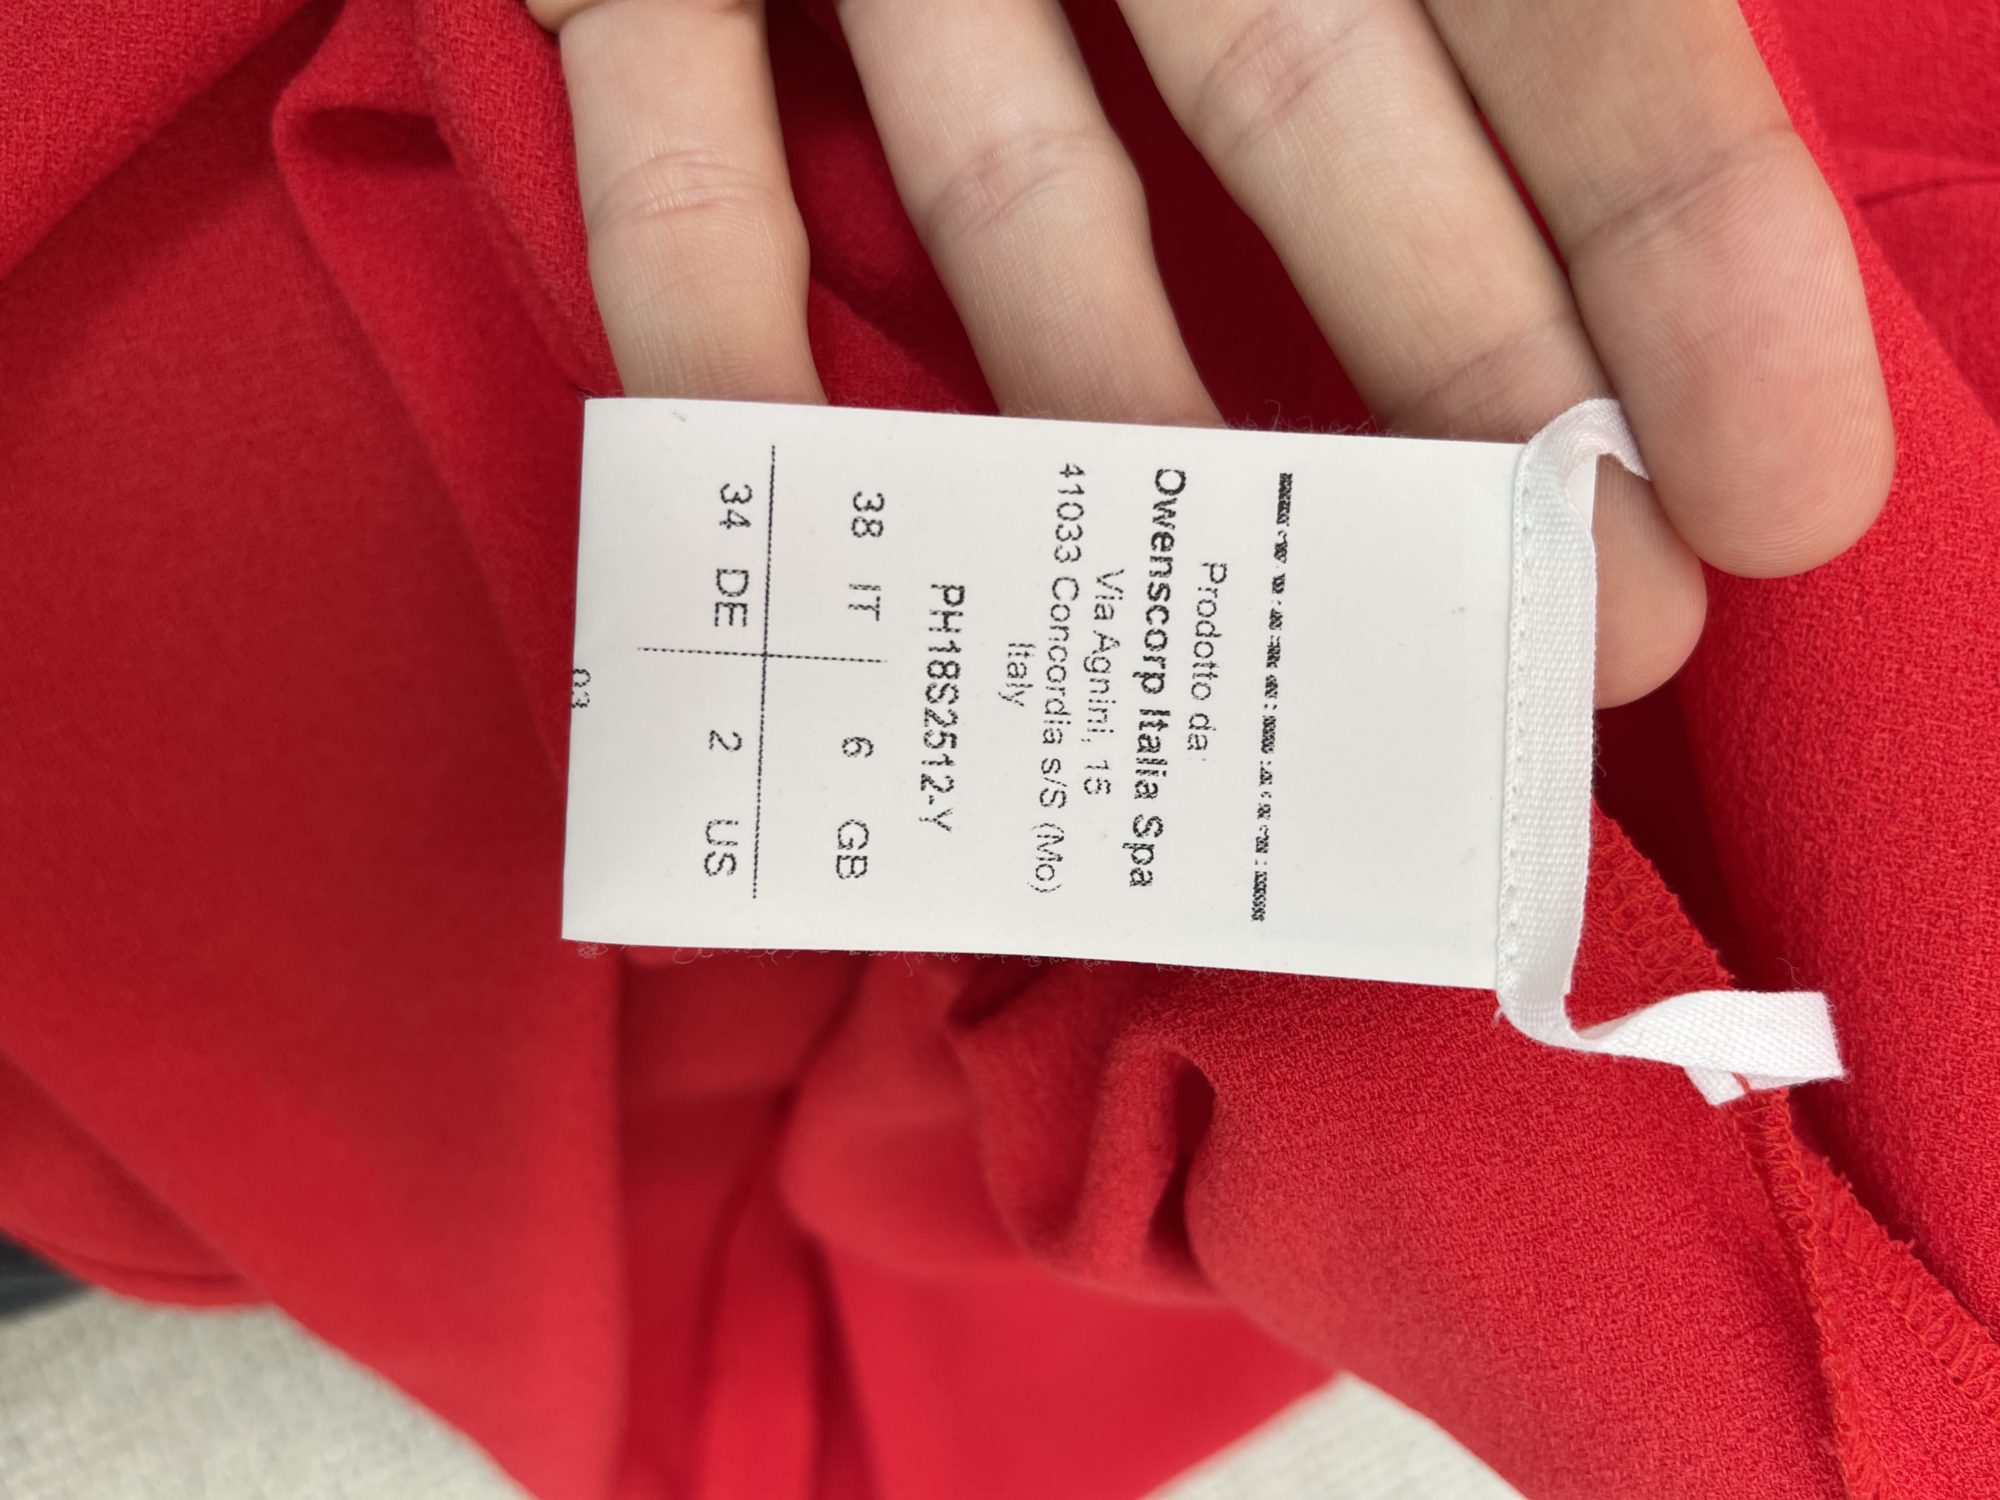 Prodotto da:
Owenscorp Italia Spa
Via Agnini, 15
41033 Concordia s/S (Mo)
Italy
PH18S2512-Y
38 IT 6 GB
34 DE 2 US
03